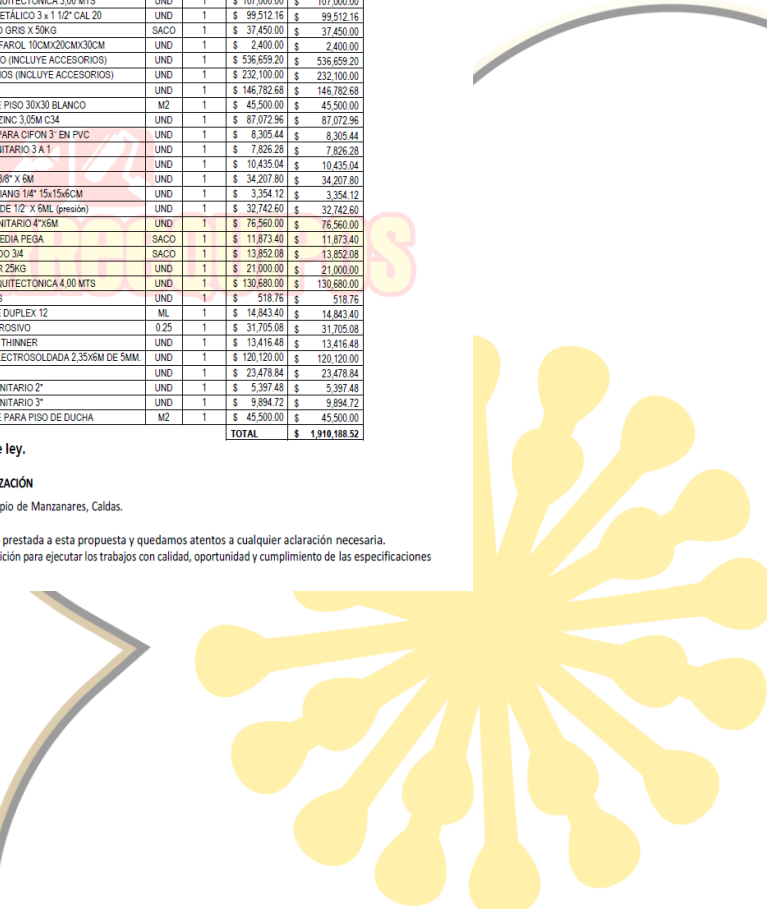 QUITECTONICA 3,00 MTS UND 1 $ 107,000.00 $ 107,000.00
ETÁLICO 3 x 1 1/2" CAL 20 UND 1 $ 99,512.16 $ 99,512.16
O GRIS X 50KG SACO 1 $ 37,450.00 $ 37,450.00
FAROL 10CMX20CMX30CM UND 1 $ 2,400.00 $ 2,400.00
O (INCLUYE ACCESORIOS) UND 1 $ 536,659.20 $ 536,659.20
IOS (INCLUYE ACCESORIOS) UND 1 $ 232,100.00 $ 232,100.00
UND 1 $ 146,782.68 $ 146,782.68
E PISO 30X30 BLANCO M2 1 $ 45,500.00 $ 45,500.00
ZINC 3,05M C34 UND 1 $ 87,072.96 $ 87,072.96
PARA CIFON 3" EN PVC UND 1 $ 8,305.44 $ 8,305.44
NITARIO 3 A 1 UND 1 $ 7,826.28 $ 7,826.28
UND 1 $ 10,435.04 $ 10,435.04
3/8" X 6M UND 1 $ 34,207.80 $ 34,207.80
IANG 1/4" 15x15x6CM UND 1 $ 3,354.12 $ 3,354.12
DE 1/2" X 6ML (presión) UND 1 $ 32,742.60 $ 32,742.60
NITARIO 4"X6M UND 1 $ 76,560.00 $ 76,560.00
EDIA PEGA SACO 1 $ 11,873.40 $ 11,873.40
DO 3/4 SACO 1 $ 13,852.08 $ 13,852.08
R 25KG UND 1 $ 21,000.00 $ 21,000.00
QUITECTONICA 4,00 MTS UND 1 $ 130,680.00 $ 130,680.00
S UND 1 $ 518.76 $ 518.76
E DUPLEX 12 ML 1 $ 14,843.40 $ 14,843.40
ROSIVO 0.25 1 $ 31,705.08 $ 31,705.08
THINNER UND 1 $ 13,416.48 $ 13,416.48
LECTROSOLDADA 2,35X6M DE 5MM. UND 1 $ 120,120.00 $ 120,120.00
UND 1 $ 23,478.84 $ 23,478.84
NITARIO 2" UND 1 $ 5,397.48 $ 5,397.48
NITARIO 3" UND 1 $ 9,894.72 $ 9,894.72
E PARA PISO DE DUCHA M2 1 $ 45,500.00 $ 45,500.00
TOTAL $ 1,910,188.52
e ley.
ZACIÓN
pio de Manzanares, Caldas.
prestada a esta propuesta y quedamos atentos a cualquier aclaración necesaria.
ición para ejecutar los trabajos con calidad, oportunidad y cumplimiento de las especificaciones